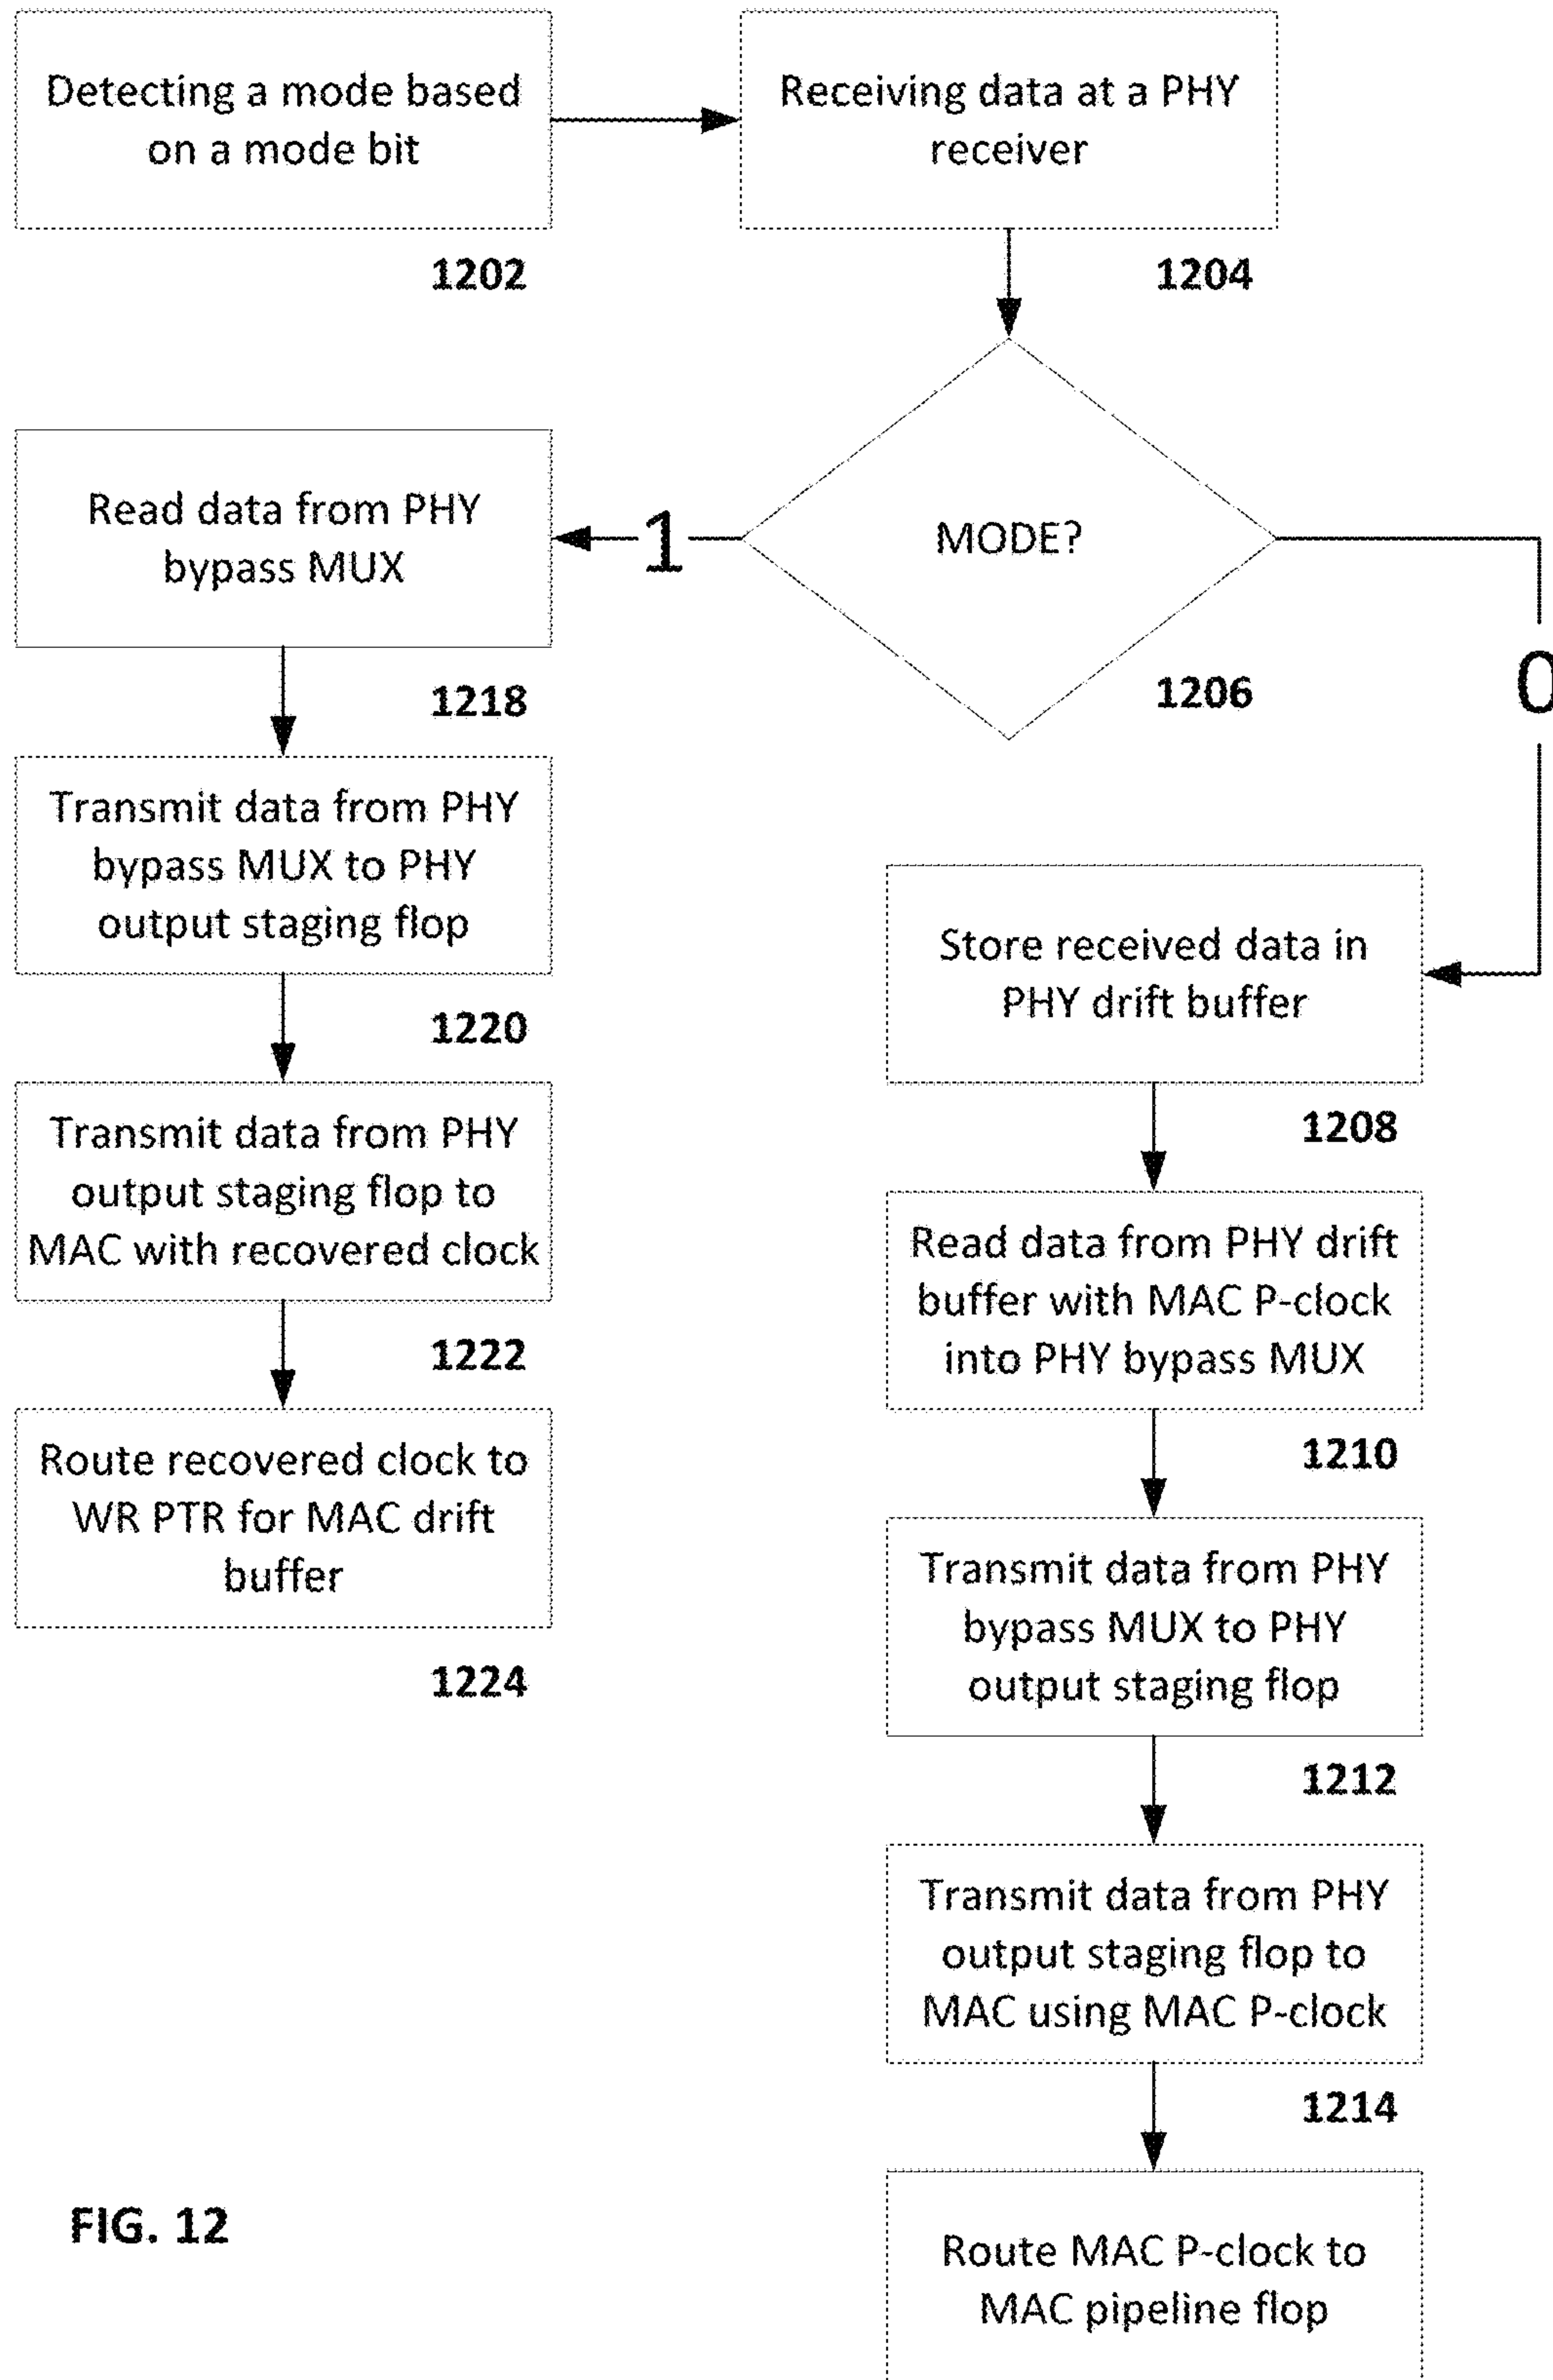 Detecting a mode based
on a mode bit
1202
Receiving data at a PHY
receiver
1204
MODE?
1206
1
0
Read data from PHY
bypass MUX
1218
Transmit data from PHY
bypass MUX to PHY
output staging flop
1220
Transmit data from PHY
output staging flop to
MAC with recovered clock
1222
Route recovered clock to
WR PTR for MAC drift
buffer
1224
Store received data in
PHY drift buffer
1208
Read data from PHY drift
buffer with MAC P-clock
into PHY bypass MUX
1210
Transmit data from PHY
bypass MUX to PHY
output staging flop
1212
Transmit data from PHY
output staging flop to
MAC using MAC P-clock
1214
Route MAC P-clock to
MAC pipeline flop
FIG. 12